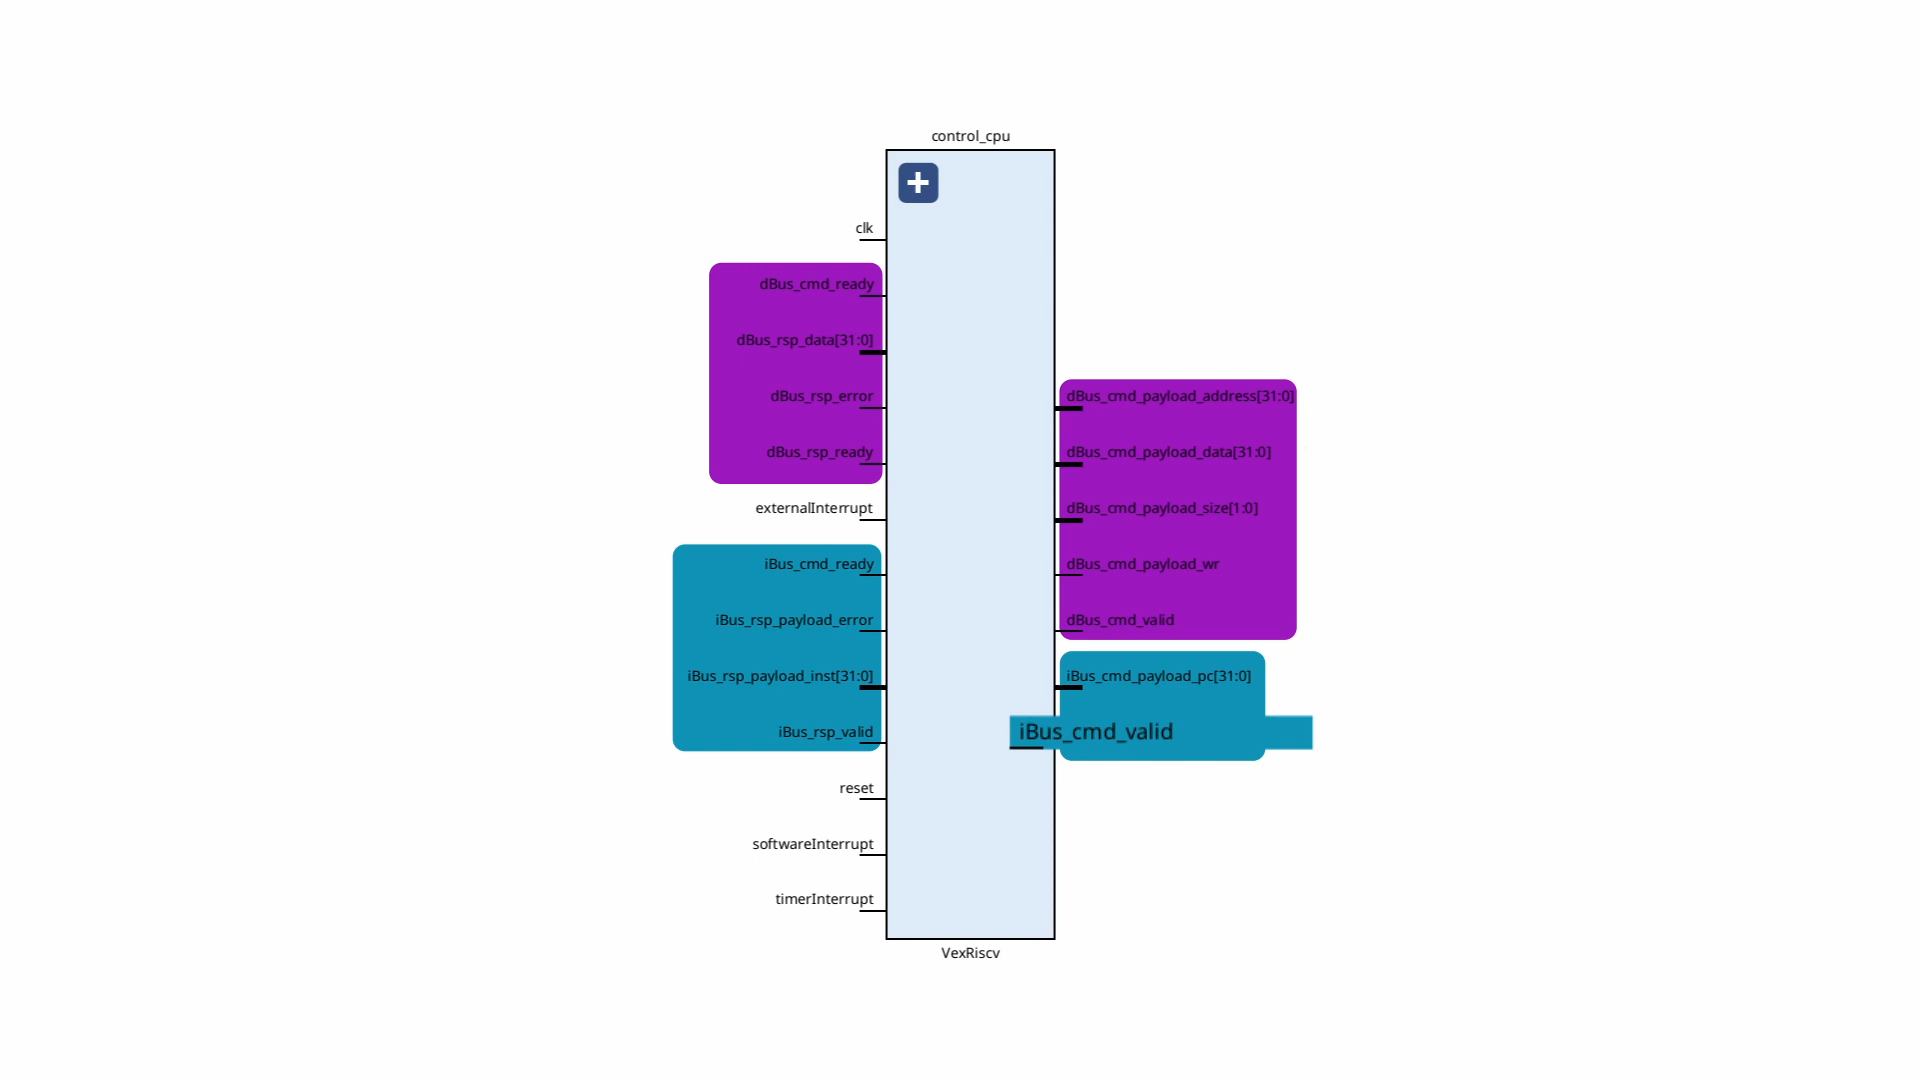 control_cpu
clk
dBus_cmd_ready
dBus_rsp_data[31:0]
dBus_rsp_error
dBus_rsp_ready
externalInterrupt
iBus_cmd_ready
iBus_rsp_payload_error
iBus_rsp_payload_inst[31:0]
iBus_rsp_valid
reset
softwareInterrupt
timerInterrupt
dBus_cmd_payload_address[31:0]
dBus_cmd_payload_data[31:0]
dBus_cmd_payload_size[1:0]
dBus_cmd_payload_wr
dBus_cmd_valid
iBus_cmd_payload_pc[31:0]
iBus_cmd_valid
VexRiscv